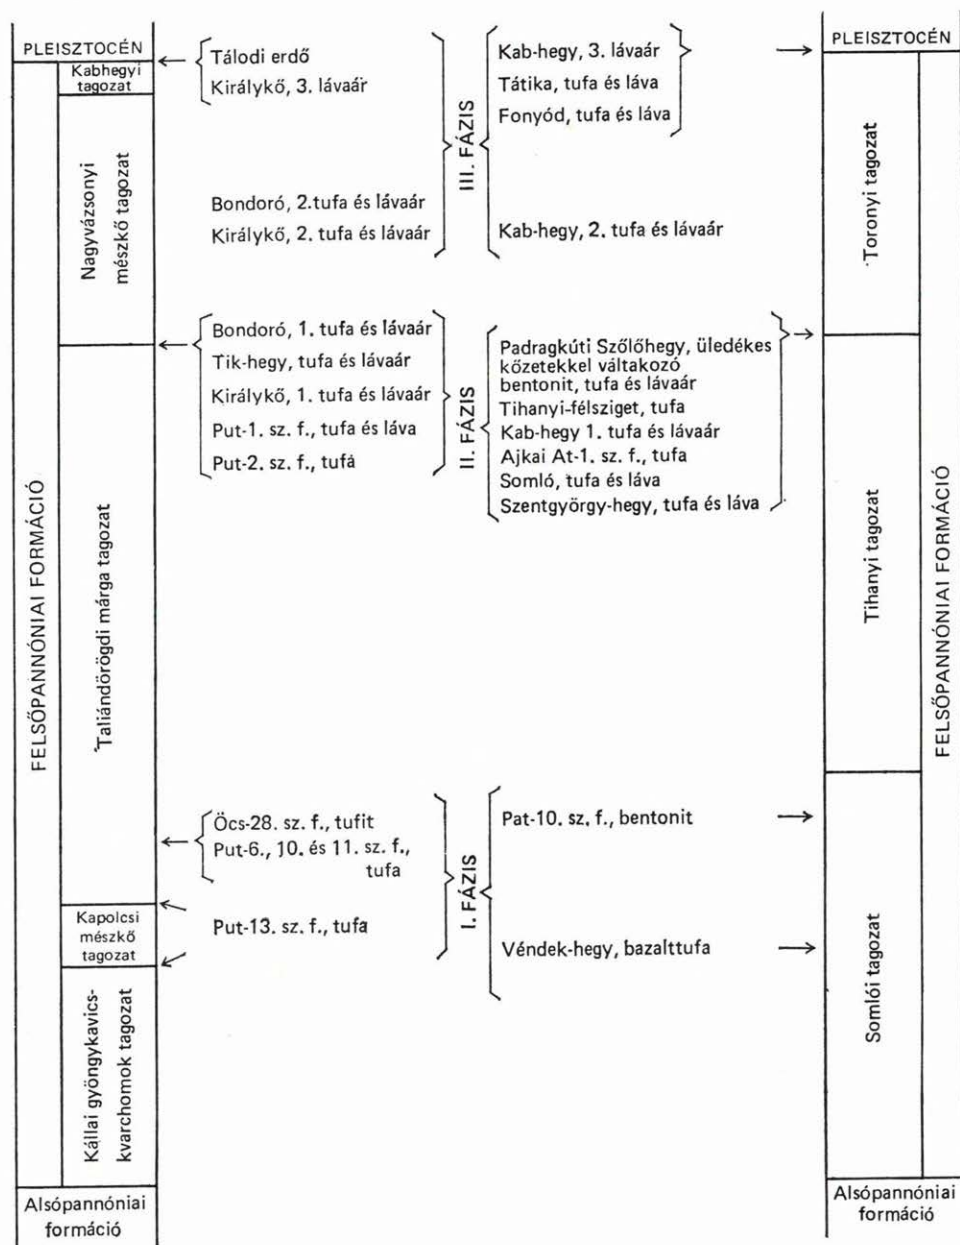 PLEISZTOCÉN
FELSŐPANNÓNIAI FORMÁCIÓ
Kabhegyi
tagozat
Nagyvázsonyi
mészkő tagozat
Taliándörögdi márga tagozat
Kapolcsi
mészkő
tagozat
Kállai gyöngykavics-
kvarchomok tagozat
Alsópannóniai
formáció
Tálodi erdő
Királykő, 3. lávaár
Bondoró, 2.tufa és lávaár
Királykő, 2. tufa és lávaár
III. FÁZIS
Kab-hegy, 3. lávaár
Tátika, tufa és láva
Fonyód, tufa és láva
Kab-hegy, 2. tufa és lávaár
Bondoró, 1. tufa és lávaár
Tik-hegy, tufa és lávaár
Királykő, 1. tufa és lávaár
Put-1. sz. f., tufa és láva
Put-2. sz. f., tufa
II. FÁZIS
Padragkúti Szőlőhegy, üledékes
kőzetekkel váltakozó
bentonit, tufa és lávaár
Tihanyi-félsziget, tufa
Kab-hegy 1. tufa és lávaár
Ajkai At-1. sz. f., tufa
Somló, tufa és láva
Szentgyörgy-hegy, tufa és láva
Öcs-28. sz. f., tufit
Put-6., 10. és 11. sz. f.,
tufa
Put-13. sz. f., tufa
I. FÁZIS
Pat-10. sz. f., bentonit
Véndek-hegy, bazalttufa
PLEISZTOCÉN
Toronyi tagozat
Tihanyi tagozat
Somlói tagozat
FELSŐPANNÓNIAI FORMÁCIÓ
Alsópannóniai
formáció